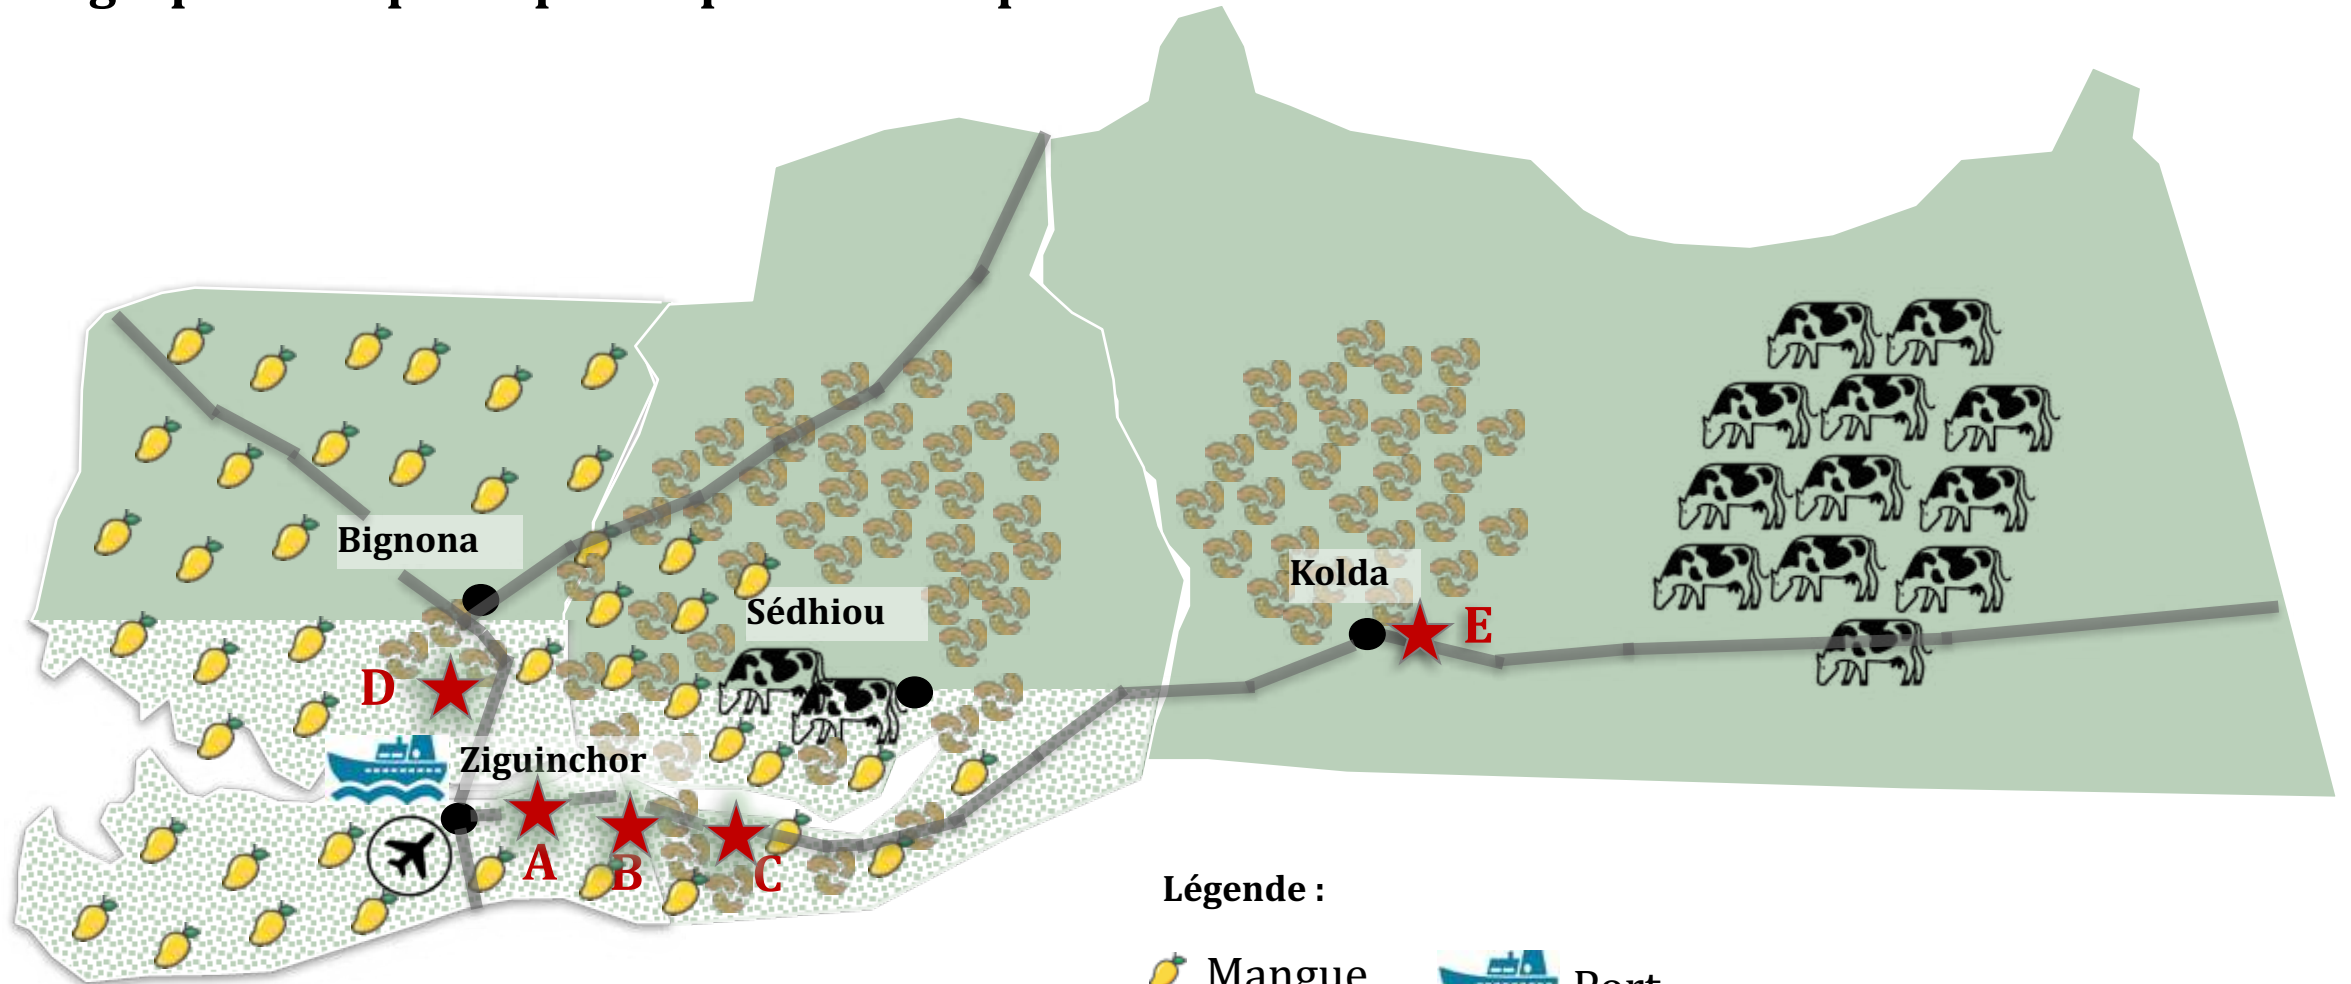 Bignona
Kolda
Sédhiou
E
D
Ziguinchor
A
B
C
Légende :
Mangue
Port